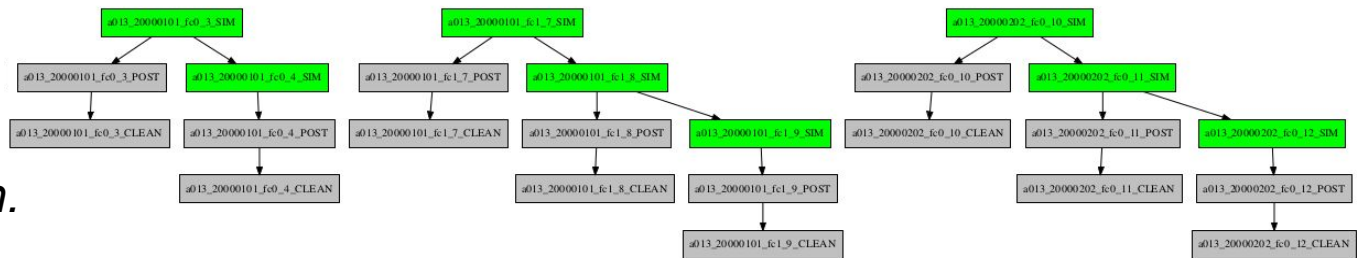 a013_20000101_fc0_3_SIM
a013_20000101_fc1_7_SIM
a013_20000202_fc0_10_SIM
a013_20000101_fc0_3_POST
a013_20000101_fc0_4_SIM
a013_20000101_fc1_7_POST
a013_20000101_fc1_8_SIM
a013_20000202_fc0_10_POST
a013_20000202_fc0_11_SIM
a013_20000101_fc0_3_CLEAN
a013_20000101_fc0_4_POST
a013_20000101_fc1_7_CLEAN
a013_20000101_fc1_8_POST
a013_20000101_fc1_9_SIM
a013_20000202_fc0_10_CLEAN
a013_20000202_fc0_11_POST
a013_20000202_fc0_12_SIM
a013_20000101_fc0_4_CLEAN
a013_20000101_fc1_8_CLEAN
a013_20000101_fc1_9_POST
a013_20000202_fc0_11_CLEAN
a013_20000202_fc0_12_POST
a013_20000101_fc1_9_CLEAN
a013_20000202_fc0_12_CLEAN